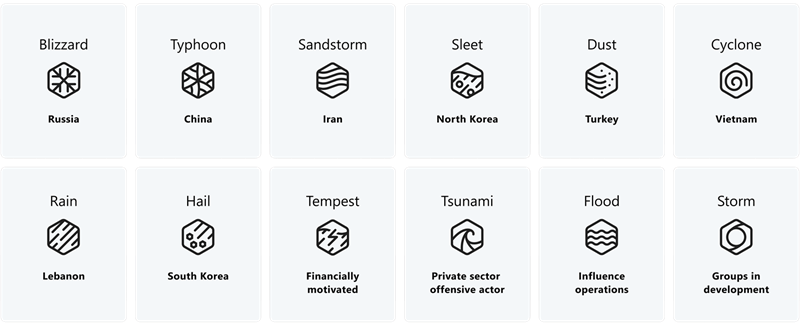 Blizzard
Russia
Typhoon
China
Sandstorm
Iran
Sleet
North Korea
Dust
Turkey
Cyclone
Vietnam
Rain
Lebanon
Hail
South Korea
Tempest
Financially
motivated
Tsunami
Private sector
offensive actor
Flood
Influence
operations
Storm
Groups in
development